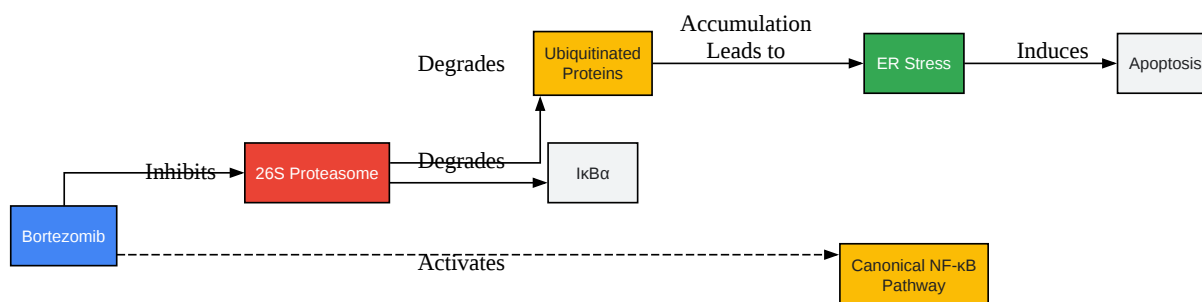 Accumulation
Leads to
Degrades
Ubiquitinated
Proteins
ER Stress
Induces
Apoptosis
Inhibits
26S Proteasome
Degrades
IκBα
Bortezomib
Activates
Canonical NF-κB
Pathway